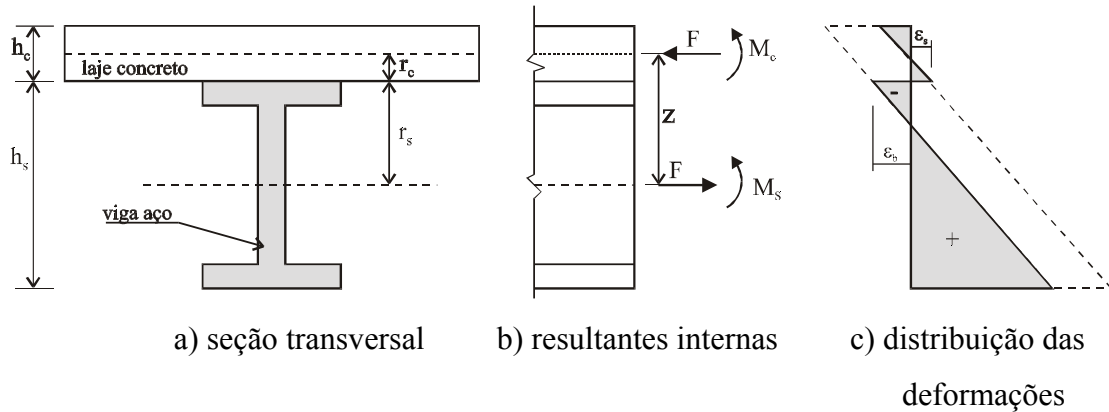 h_c
laje concreto
r_c
h_s
r_s
viga aço
F
M_c
z
F
M_S
ε_s
-
ε_b
+
a) seção transversal
b) resultantes internas
c) distribuição das
deformações